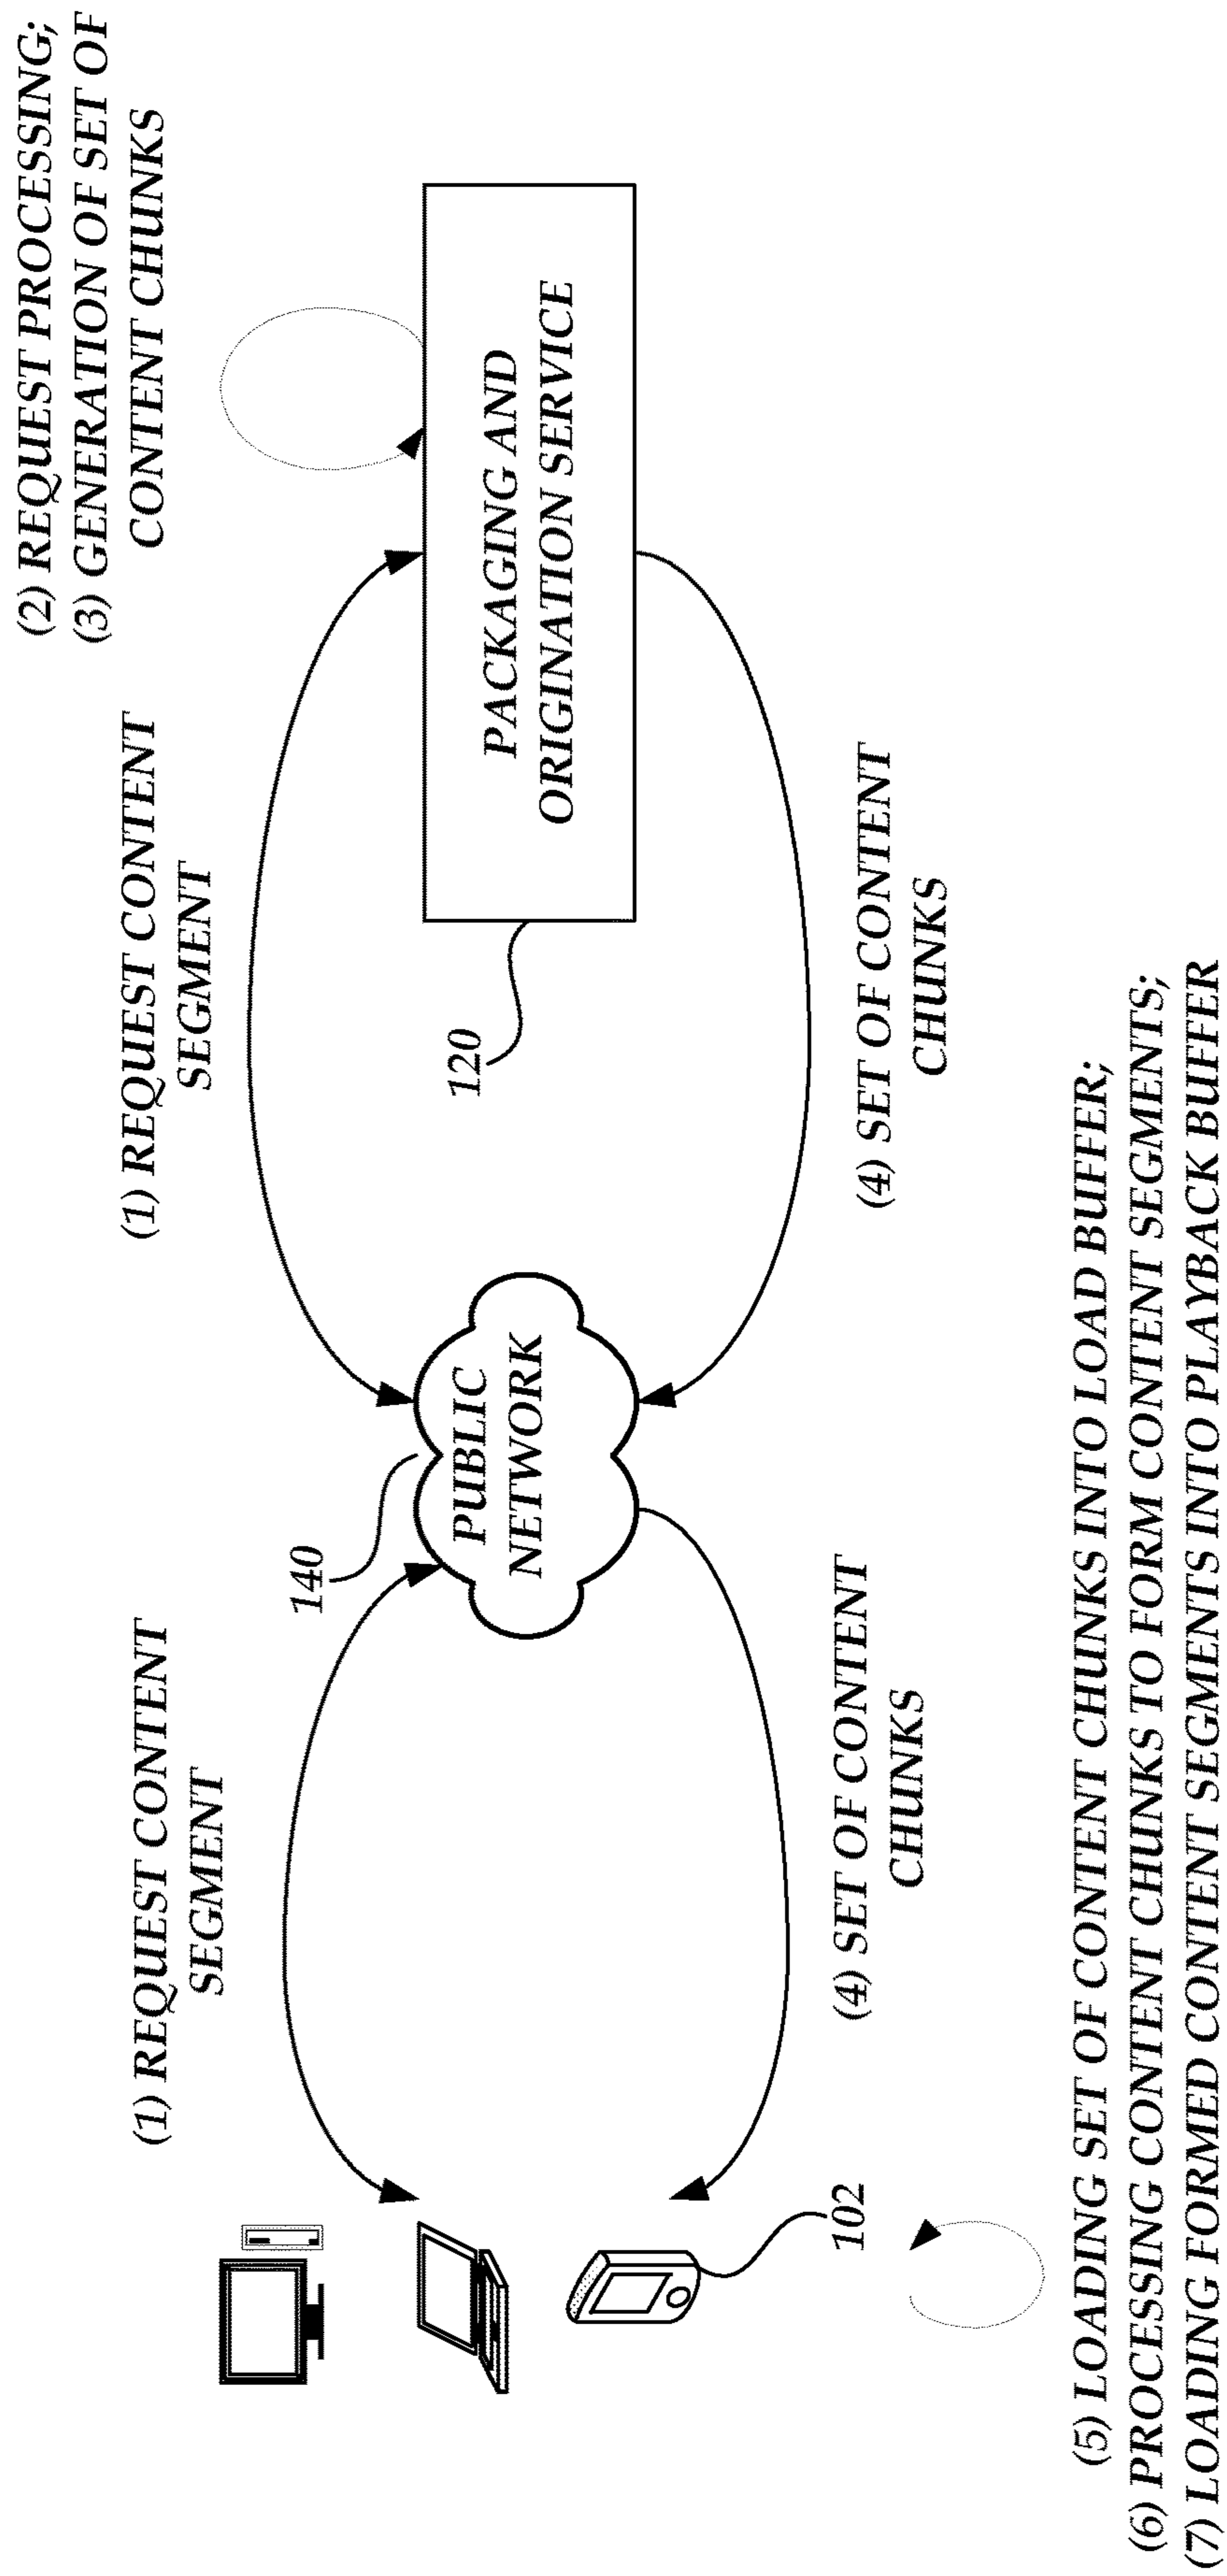 (2) REQUEST PROCESSING;
(3) GENERATION OF SET OF
CONTENT CHUNKS
(1) REQUEST CONTENT
SEGMENT
(1) REQUEST CONTENT
SEGMENT
140
120
PUBLIC
NETWORK
PACKAGING AND
ORIGINATION SERVICE
102
(4) SET OF CONTENT
CHUNKS
(4) SET OF CONTENT
CHUNKS
(5) LOADING SET OF CONTENT CHUNKS INTO LOAD BUFFER;
(6) PROCESSING CONTENT CHUNKS TO FORM CONTENT SEGMENTS;
(7) LOADING FORMED CONTENT SEGMENTS INTO PLAYBACK BUFFER